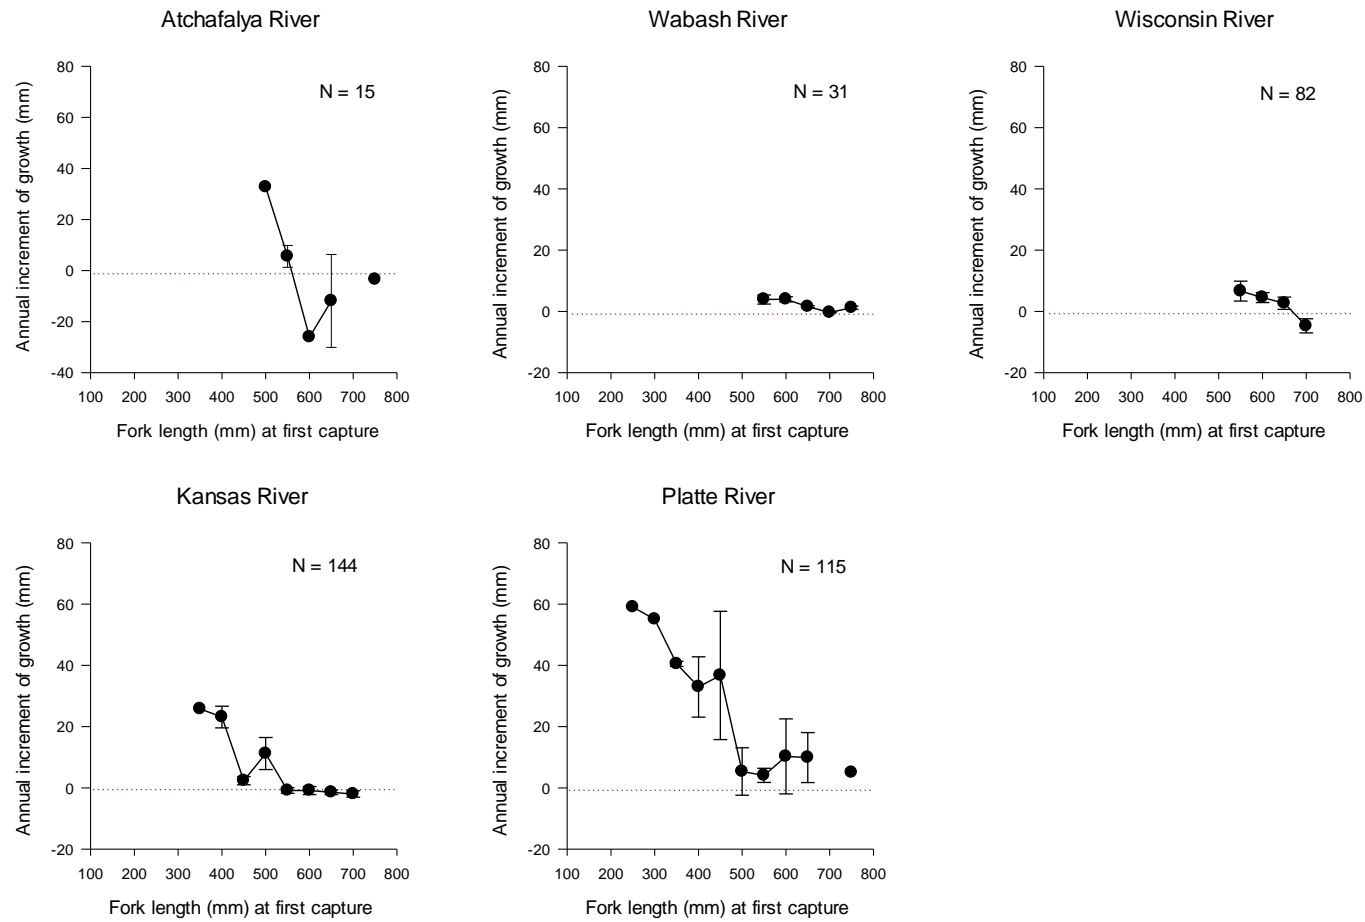 Atchafalya River
N = 15
Annual increment of growth (mm)
80
60
40
20
0
-20
-40
100 200 300 400 500 600 700 800
Fork length (mm) at first capture
Wabash River
N = 31
Annual increment of growth (mm)
80
60
40
20
0
-20
100 200 300 400 500 600 700 800
Fork length (mm) at first capture
Wisconsin River
N = 82
Annual increment of growth (mm)
80
60
40
20
0
-20
100 200 300 400 500 600 700 800
Fork length (mm) at first capture
Kansas River
N = 144
Annual increment of growth (mm)
80
60
40
20
0
-20
100 200 300 400 500 600 700 800
Fork length (mm) at first capture
Platte River
N = 115
Annual increment of growth (mm)
80
60
40
20
0
-20
100 200 300 400 500 600 700 800
Fork length (mm) at first capture